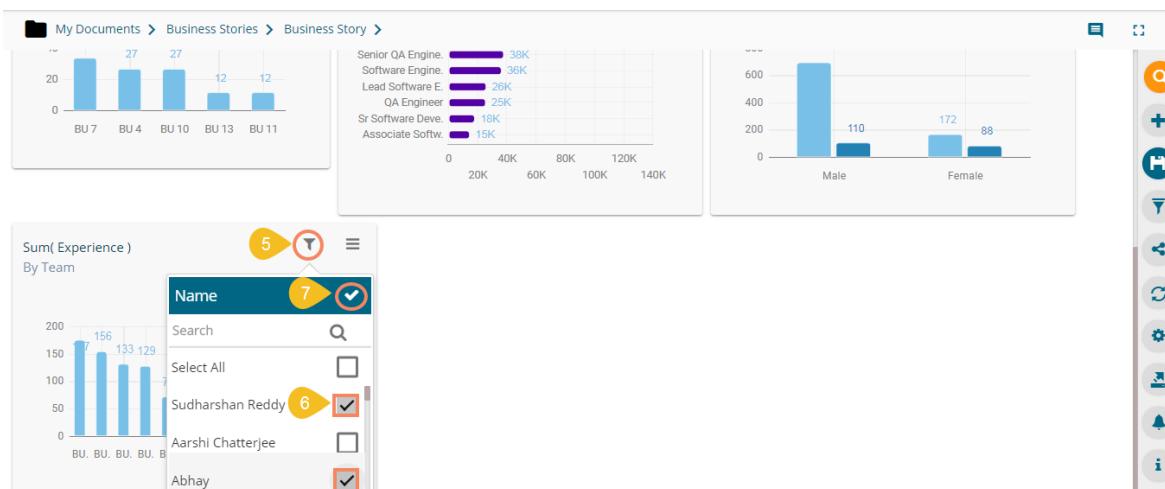 My Documents > Business Stories > Business Story >
27 27 12 12
20
0
BU 7 BU 4 BU 10 BU 13 BU 11
Senior QA Engine. 38K
Software Engine. 36K
Lead Software E. 26K
QA Engineer 25K
Sr Software Deve. 18K
Associate Softw. 15K
0 40K 80K 120K
20K 60K 100K 140K
600
400
200
0
110
172
88
Male Female
Sum( Experience )
By Team
5
Name
7
Search
Select All
Sudharshan Reddy
6
Aarshi Chatterjee
Abhay
200
150
100
50
0
156
133 129
BU. BU. BU. BU.
i